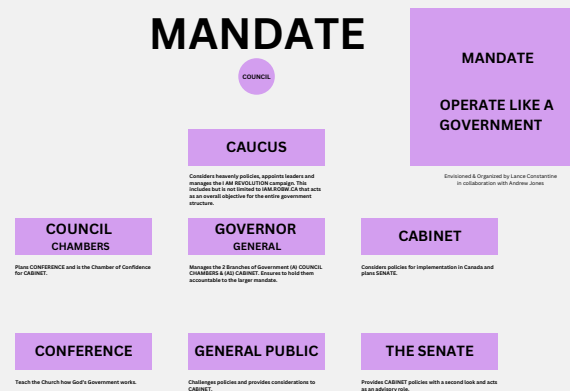 MANDATE
COUNCIL
MANDATE
OPERATE LIKE A
GOVERNMENT
Envisioned & Organized by Lance Constantine
in collaboration with Andrew Jones
CAUCUS
Considers heavenly policies, appoints leaders and
manages the I AM REVOLUTION campaign. This
includes but is not limited to IAM.ROBW.CA that acts
as an overall objective for the entire government
structure.
COUNCIL
CHAMBERS
Plans CONFERENCE and is the Chamber of Confidence
for CABINET.
GOVERNOR
GENERAL
Manages the 2 Branches of Government (A) COUNCIL
CHAMBERS & (A1) CABINET. Ensures to hold them
accountable to the larger mandate.
CABINET
Considers policies for implementation in Canada and
plans SENATE.
CONFERENCE
Teach the Church how God's Government works.
GENERAL PUBLIC
Challenges policies and provides considerations to
CABINET.
THE SENATE
Provides CABINET policies with a second look and acts
as an advisory role.